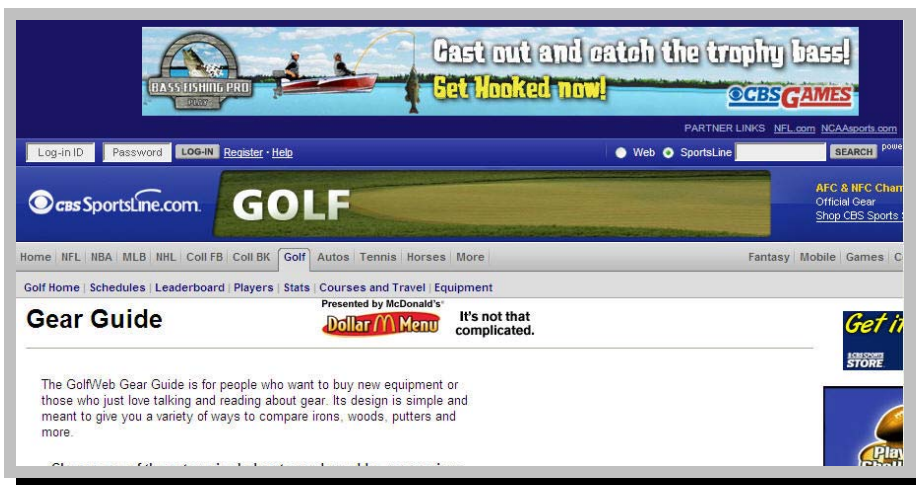 BASS FISHING PRO
PLAY
Cast out and catch the trophy bass!
Get Hooked now!
CBS GAMES
PARTNER LINKS NFL.com NCAAsports.com
Log-in ID Password LOG-IN Register · Help Web SportsLine SEARCH powe
CBS SportsLine.com
GOLF
AFC & NFC Cham
Official Gear
Shop CBS Sports
Home NFL NBA MLB NHL Coll FB Coll BK Golf Autos Tennis Horses More Fantasy Mobile Games C
Golf Home | Schedules | Leaderboard | Players | Stats | Courses and Travel | Equipment
Gear Guide
Presented by McDonald's
Dollar Menu
It's not that
complicated.
Get i
CBS SPORTS
STORE
The GolfWeb Gear Guide is for people who want to buy new equipment or
those who just love talking and reading about gear. Its design is simple and
meant to give you a variety of ways to compare irons, woods, putters and
more.
Play